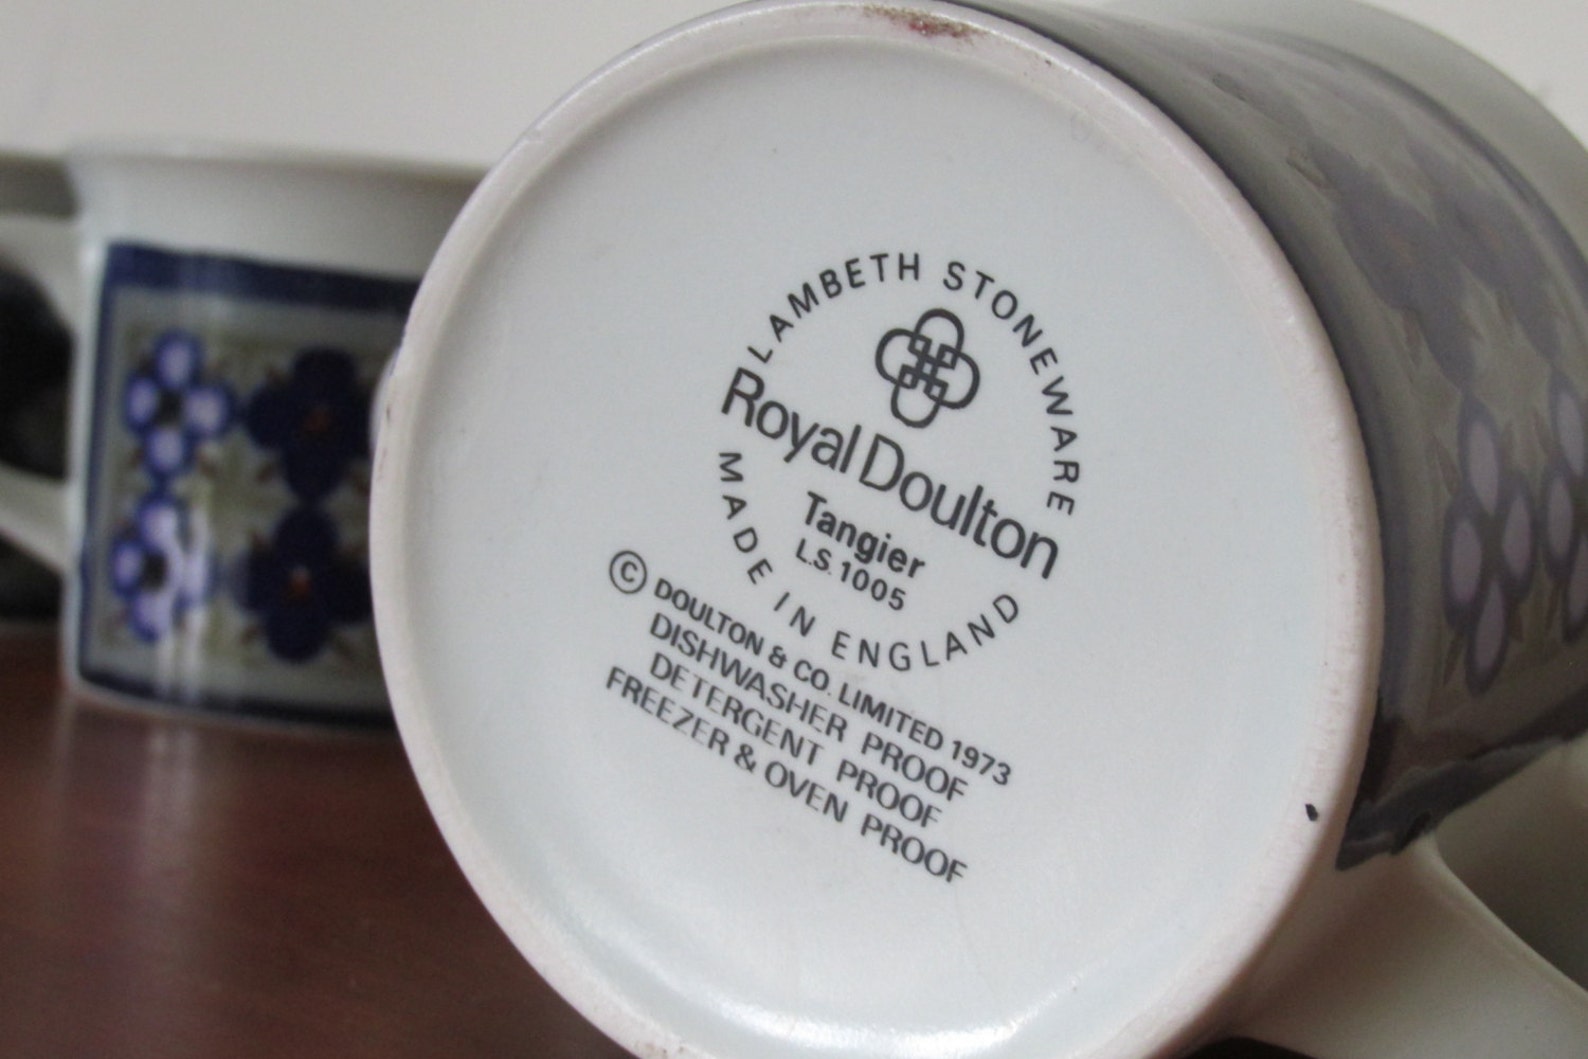 LAMBETH STONEWARE
Royal Doulton
Tangier
L.S. 1005
MADE IN ENGLAND
© DOULTON & CO. LIMITED 1973
DISHWASHER PROOF
DETERGENT PROOF
FREEZER & OVEN PROOF